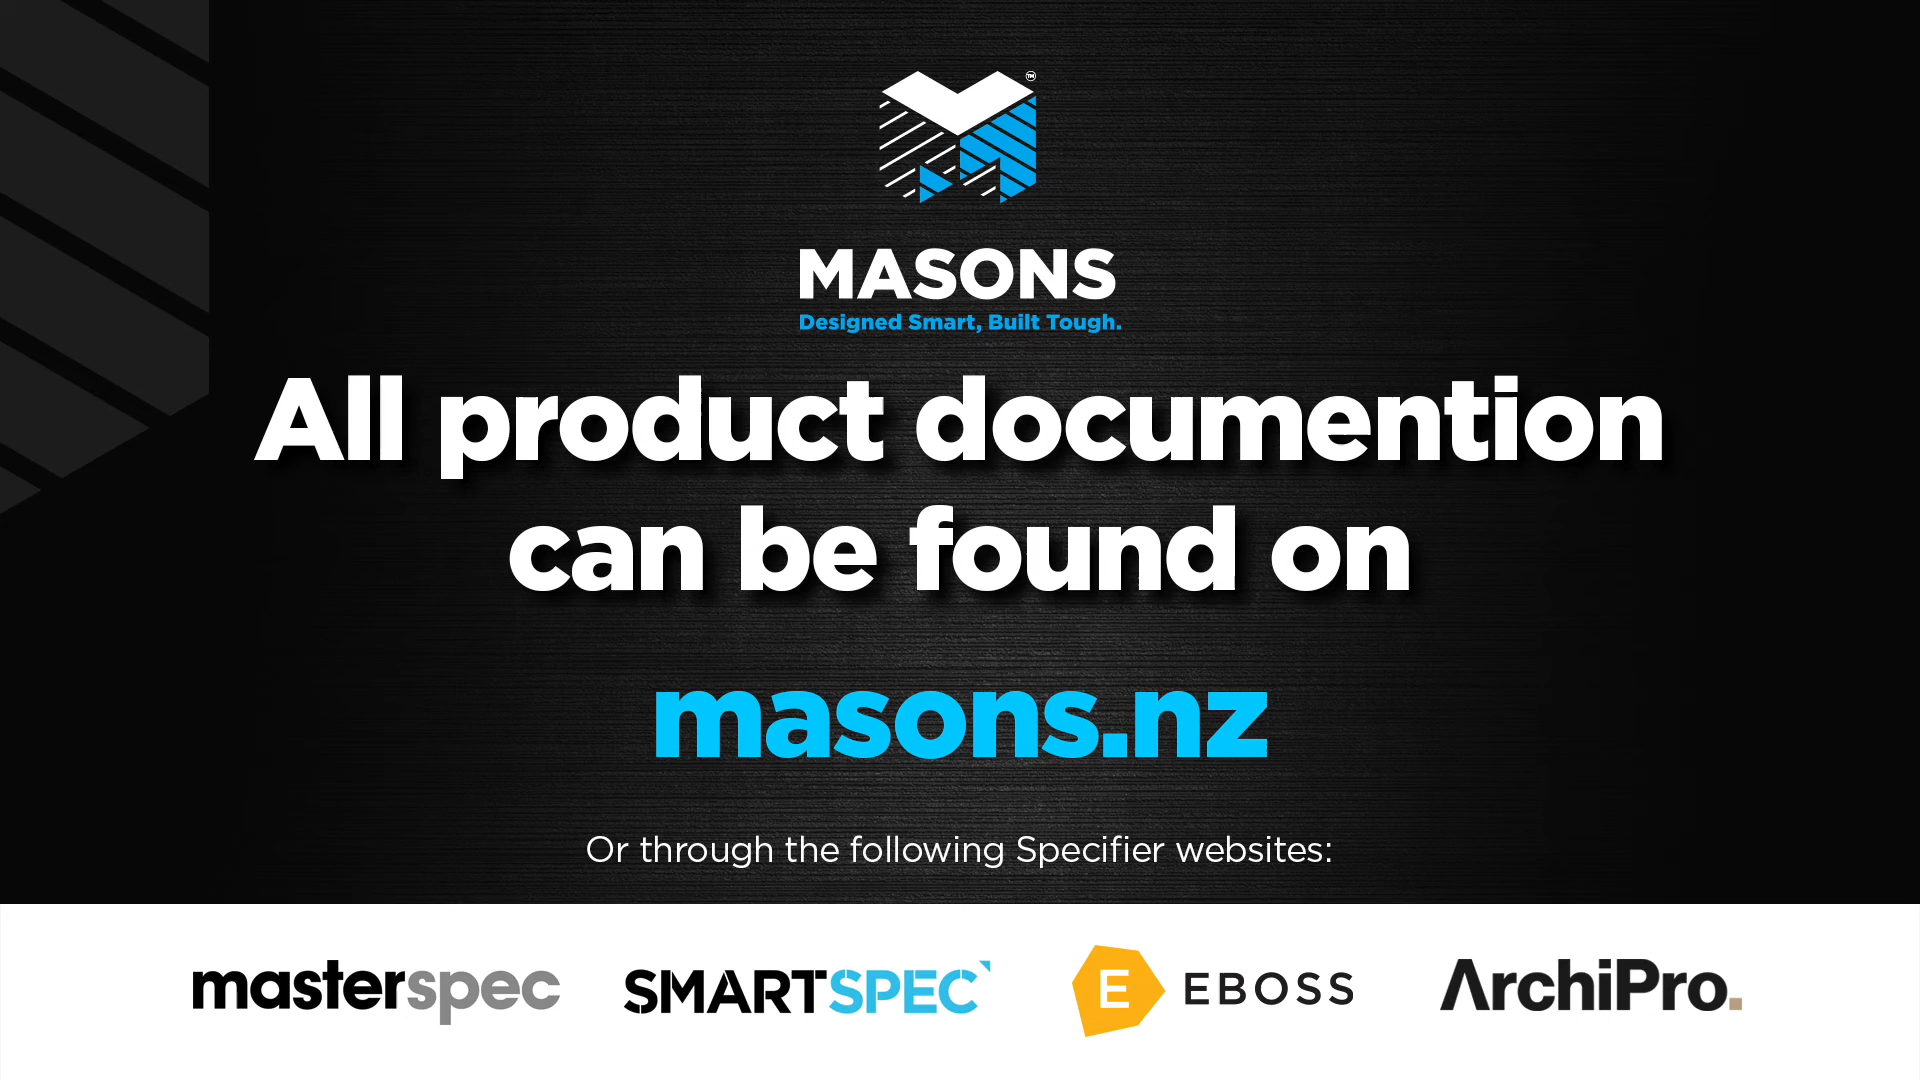 TM
MASONS
Designed Smart, Built Tough.
All product documention
can be found on
masons.nz
Or through the following Specifier websites:
masterspec
SMARTSPEC
E EBOSS
ArchiPro.